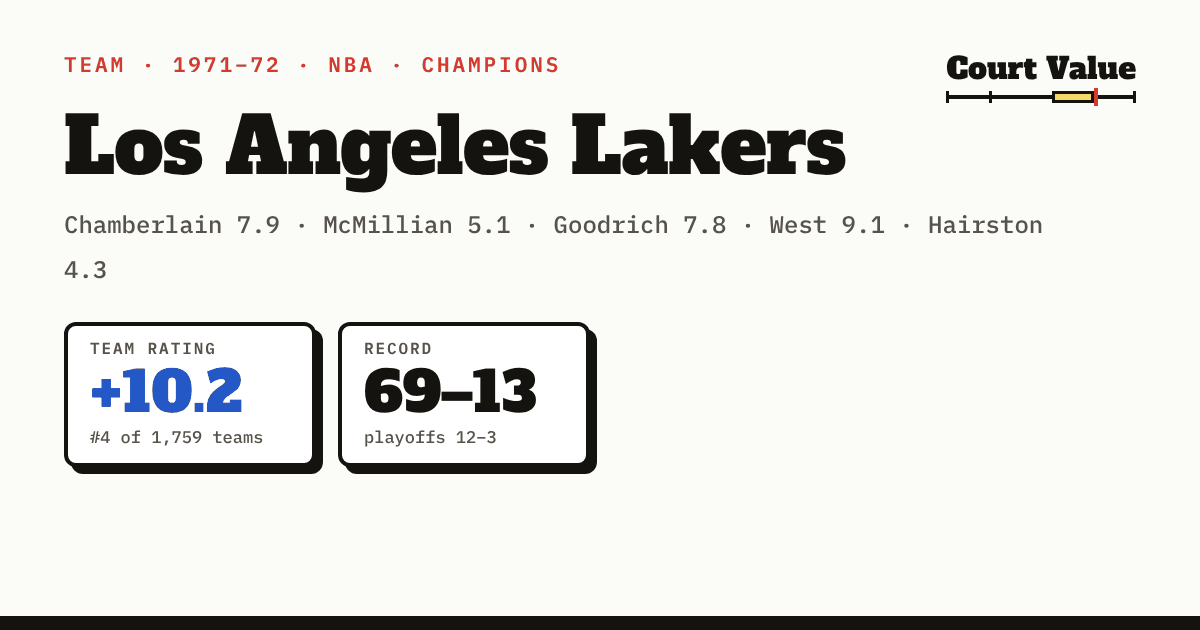 TEAM · 1971–72 · NBA · CHAMPIONS
Court Value
Los Angeles Lakers
Chamberlain 7.9 · McMillian 5.1 · Goodrich 7.8 · West 9.1 · Hairston
4.3
TEAM RATING
+10.2
#4 of 1,759 teams
RECORD
69–13
playoffs 12–3